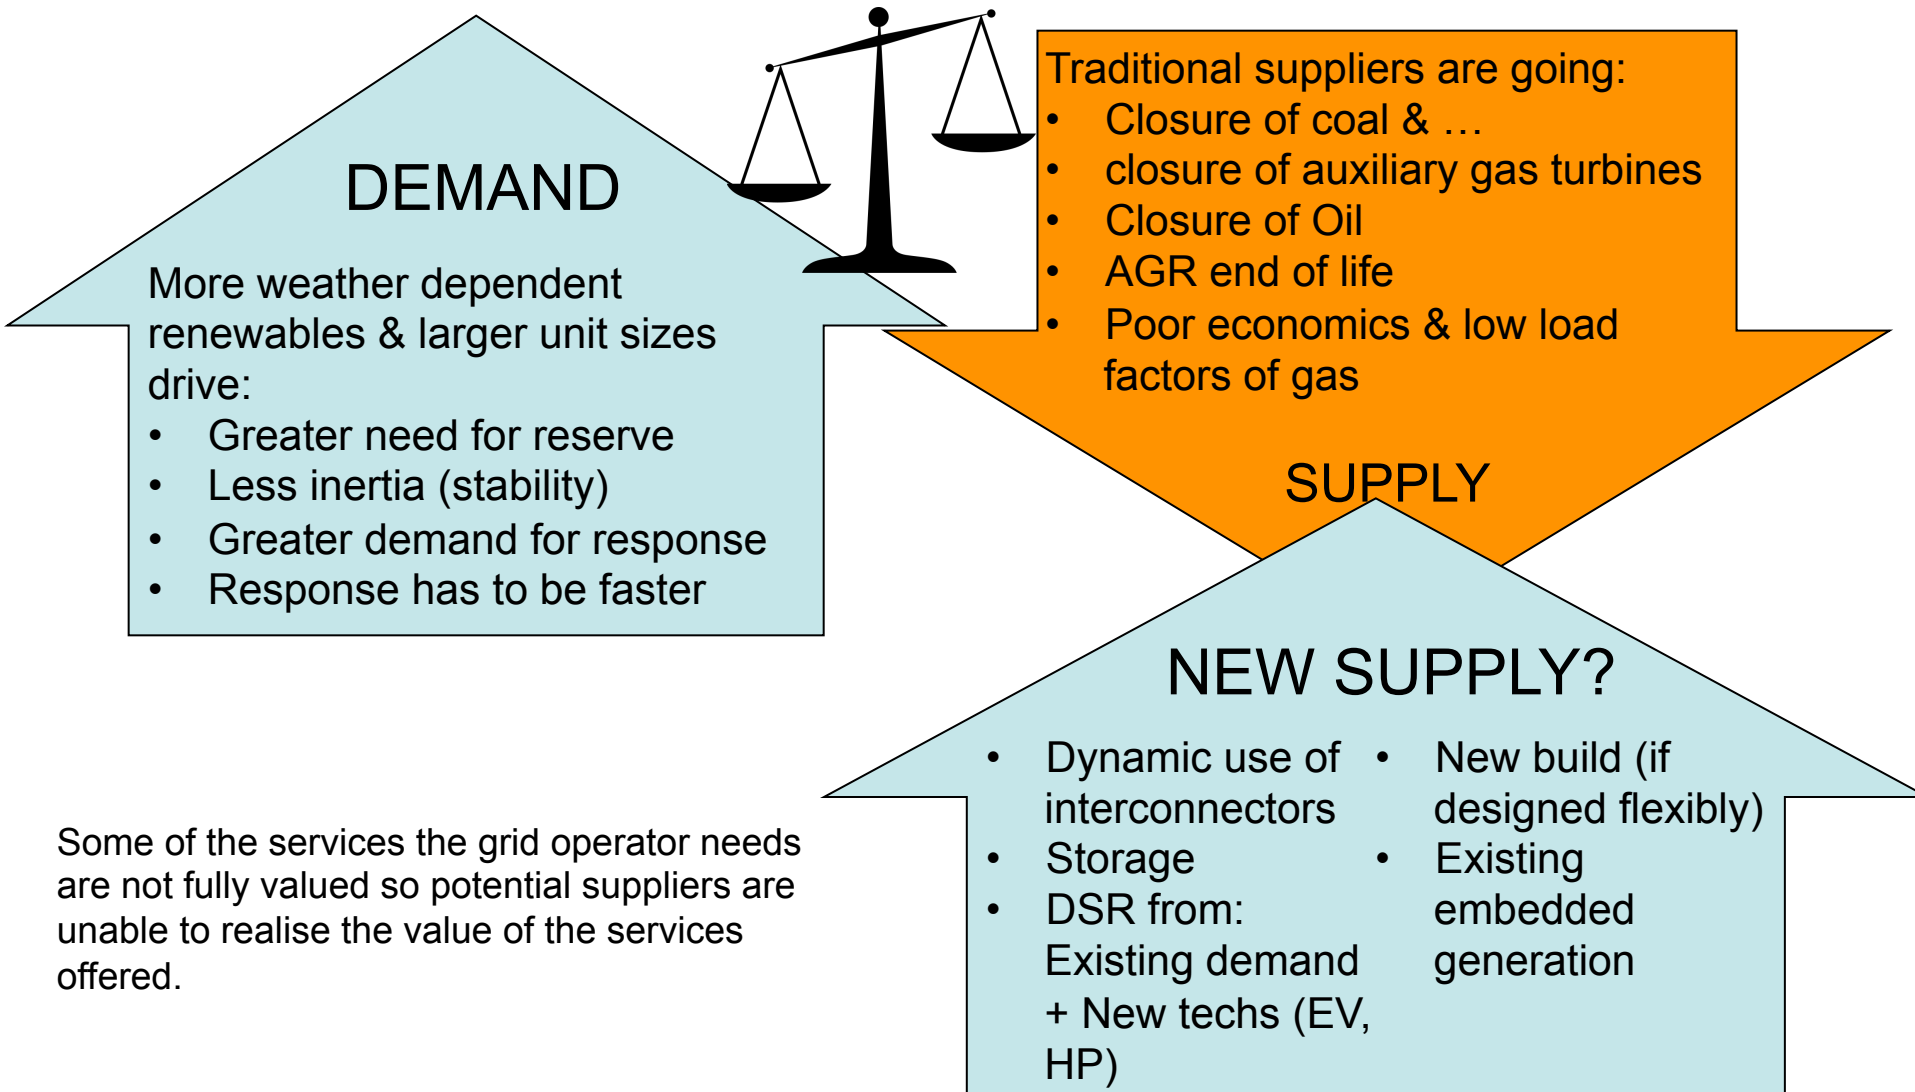 DEMAND
More weather dependent
renewables & larger unit sizes
drive:
• Greater need for reserve
• Less inertia (stability)
• Greater demand for response
• Response has to be faster
Traditional suppliers are going:
• Closure of coal & …
• closure of auxiliary gas turbines
• Closure of Oil
• AGR end of life
• Poor economics & low load
factors of gas
SUPPLY
NEW SUPPLY?
• Dynamic use of
interconnectors
• Storage
• DSR from:
Existing demand
+ New techs (EV,
HP)
• New build (if
designed flexibly)
• Existing
embedded
generation
Some of the services the grid operator needs
are not fully valued so potential suppliers are
unable to realise the value of the services
offered.